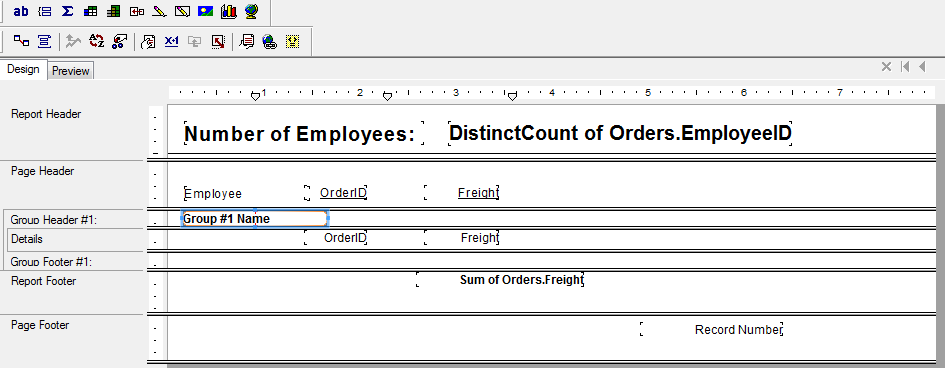 ab Σ
x+1
Design Preview
1 2 3 4 5 6 7
Report Header
Number of Employees: DistinctCount of Orders.EmployeeID
Page Header
Employee OrderID Freight
Group Header #1: Group #1 Name
Details OrderID Freight
Group Footer #1:
Report Footer Sum of Orders.Freight
Page Footer Record Number